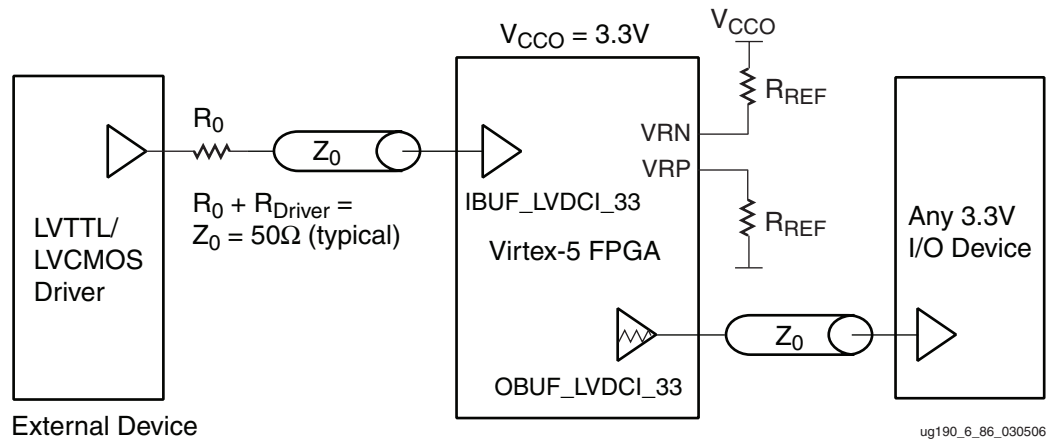 V_CCO = 3.3V
V_CCO
R_REF
R_0
Z_0
VRN
VRP
IBUF_LVDCI_33
R_0 + R_Driver =
Z_0 = 50Ω (typical)
R_REF
LVTTL/
LVCMOS
Driver
Virtex-5 FPGA
Any 3.3V
I/O Device
Z_0
OBUF_LVDCI_33
External Device
ug190_6_86_030506